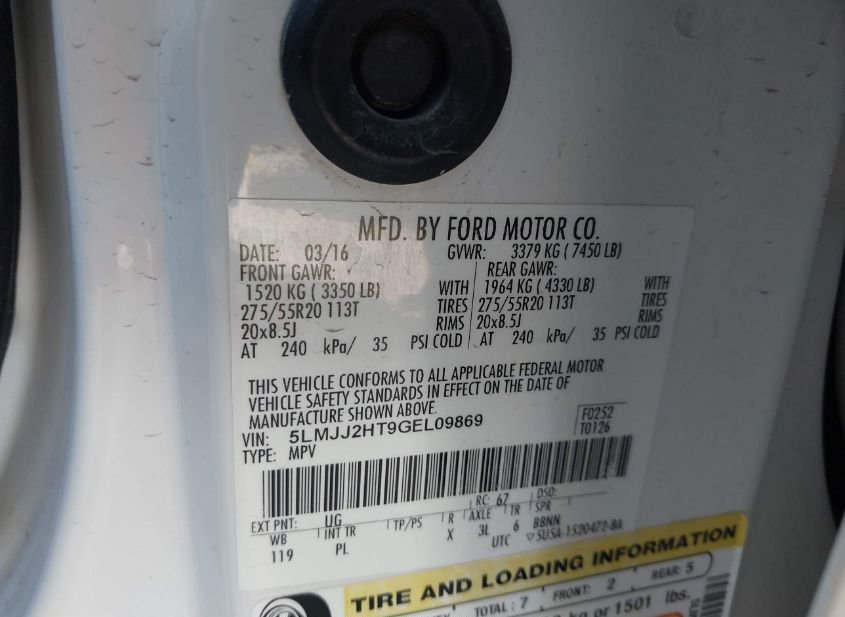 MFD. BY FORD MOTOR CO.
DATE: 03/16 GVWR: 3379 KG ( 7450 LB)
FRONT GAWR: REAR GAWR:
1520 KG ( 3350 LB) WITH 1964 KG ( 4330 LB) WITH
275/55R20 113T TIRES 275/55R20 113T TIRES
20x8.5J RIMS 20x8.5J RIMS
AT 240 kPa/ 35 PSI COLD AT 240 kPa/ 35 PSI COLD
THIS VEHICLE CONFORMS TO ALL APPLICABLE FEDERAL MOTOR
VEHICLE SAFETY STANDARDS IN EFFECT ON THE DATE OF
MANUFACTURE SHOWN ABOVE.
VIN: 5LMJJ2HT9GEL09869 F0252
TYPE: MPV T0126
RC: 67 DSO:
EXT PNT: UG TP/PS R AXLE TR SPR
WB INT TR X 3L 6 BBNN
119 PL UTC 5U5A-1520472-BA
TIRE AND LOADING INFORMATION
TOTAL : 7 FRONT: 2 REAR: 5
kg or 1501 lbs.